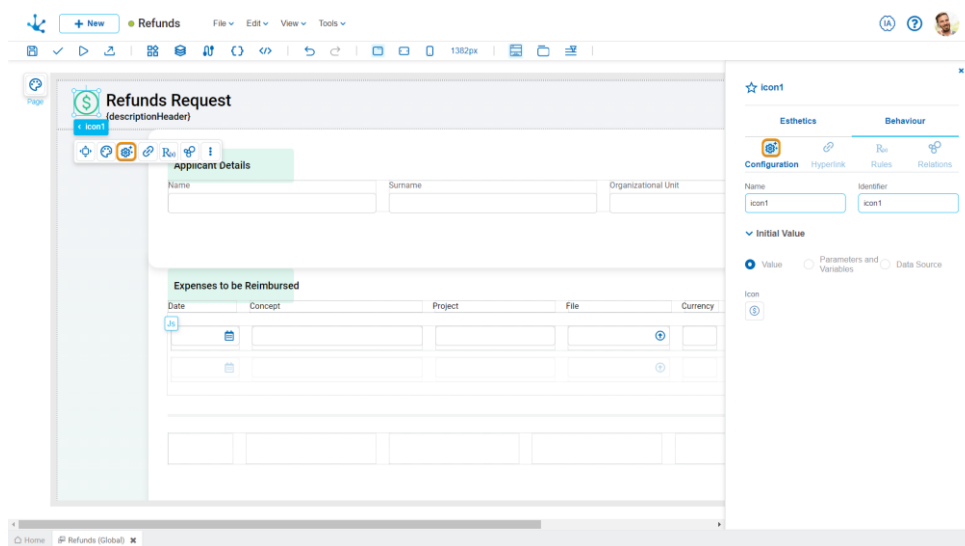 + New
Refunds
File
Edit
View
Tools
IA
?
1382px
Page
$
Refunds Request
{descriptionHeader}
‹ icon1
Applicant Details
Name
Surname
Organizational Unit
Expenses to be Reimbursed
Date
Concept
Project
File
Currency
Js
icon1
Esthetics
Behaviour
Configuration
Hyperlink
Rules
Relations
Name
Identifier
icon1
icon1
Initial Value
Value
Parameters and
Variables
Data Source
Icon
$
Home
Refunds (Global)